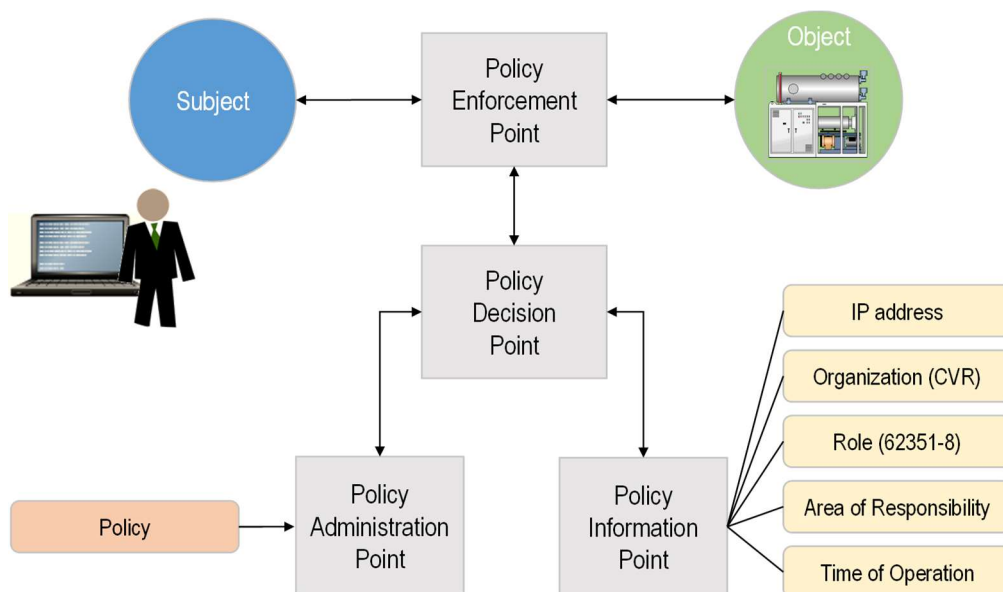 Subject
Policy
Enforcement
Point
Object
Policy
Decision
Point
IP address
Organization (CVR)
Role (62351-8)
Area of Responsibility
Time of Operation
Policy
Policy
Administration
Point
Policy
Information
Point